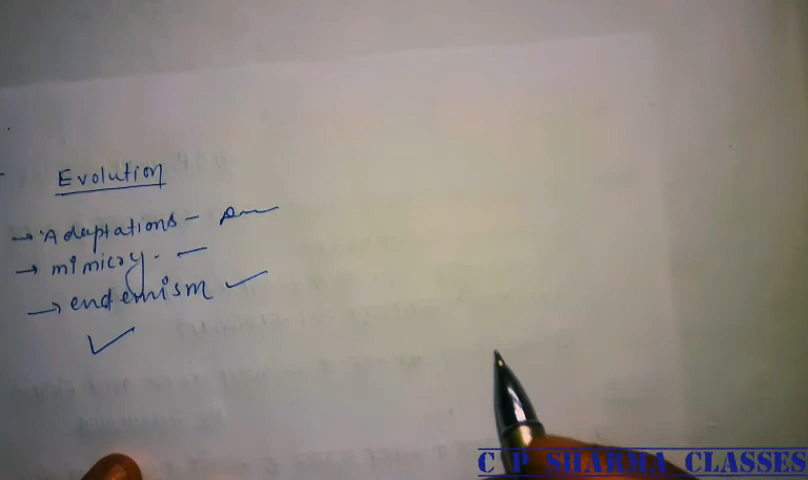 Evolution
→ Adaptations -
→ mimicry. -
→ endemism ✓
✓
C P SHARMA CLASSES